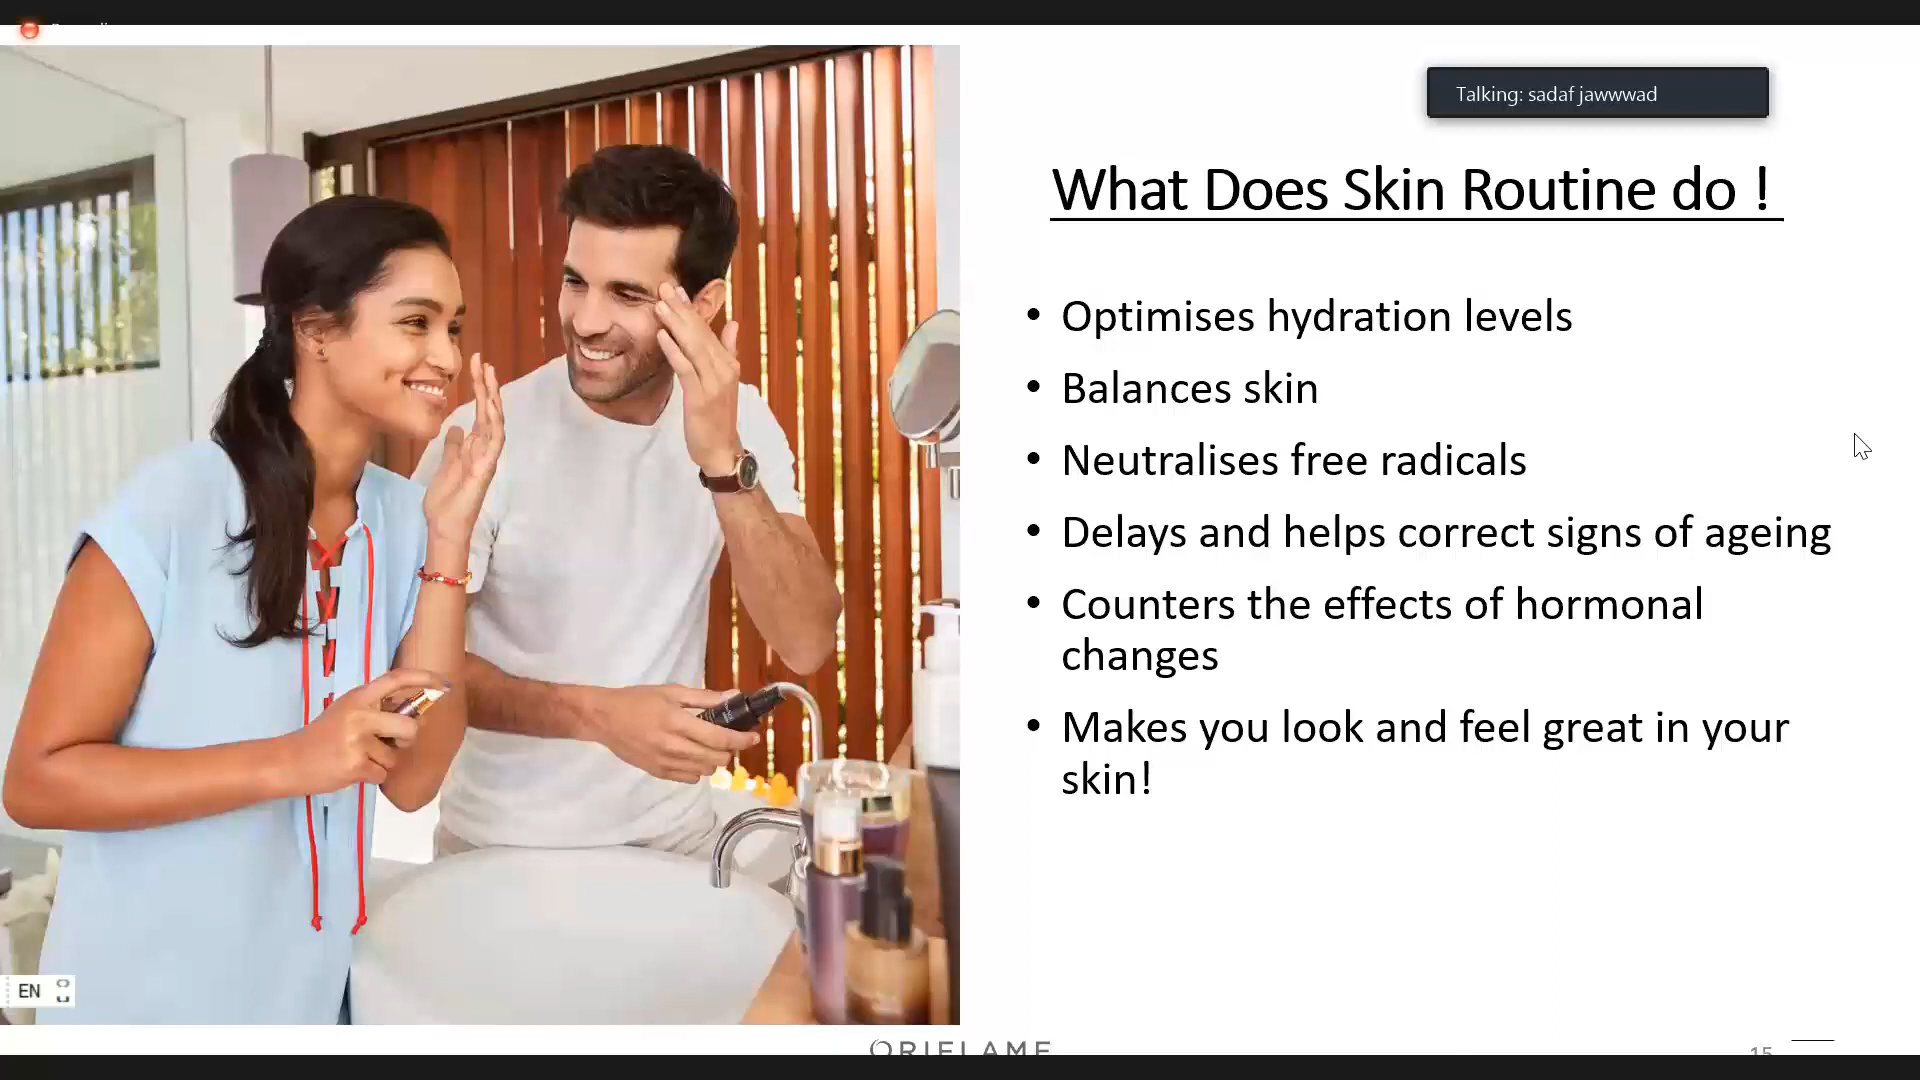 Talking: sadaf jawwwad
What Does Skin Routine do !
• Optimises hydration levels
• Balances skin
• Neutralises free radicals
• Delays and helps correct signs of ageing
• Counters the effects of hormonal
changes
• Makes you look and feel great in your
skin!
EN
ORIFLAME
15